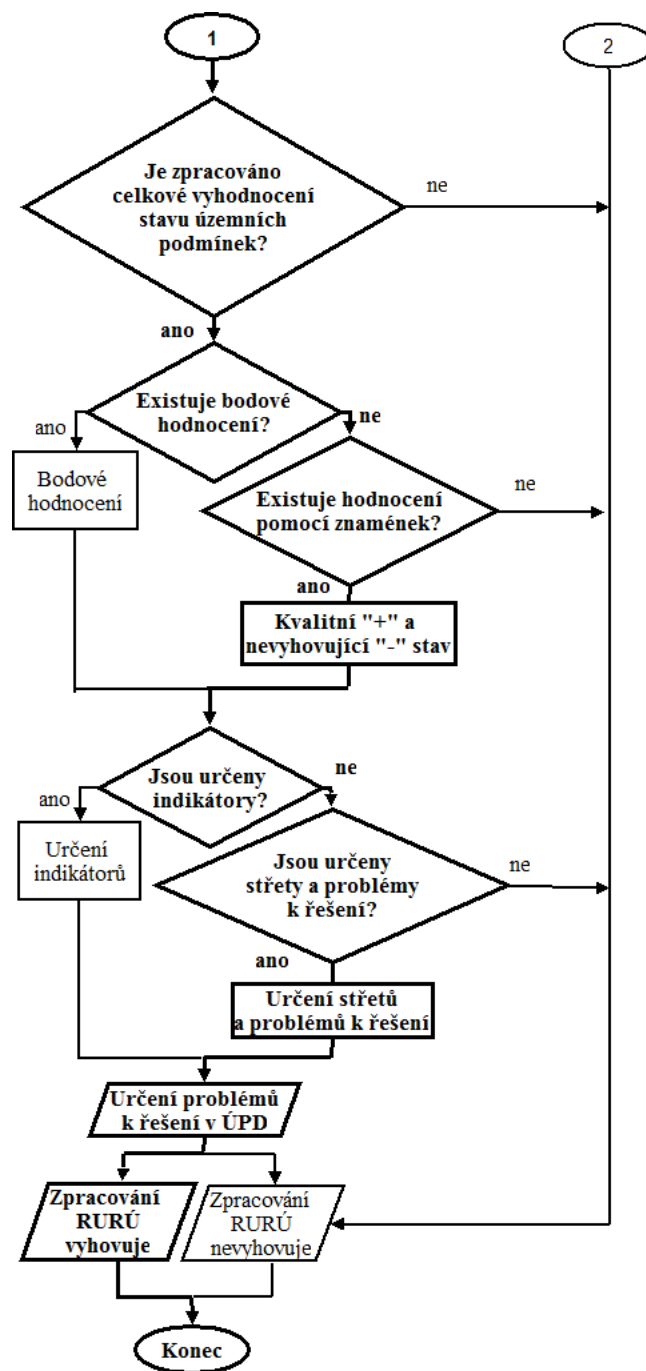 1
2
Je zpracováno
celkové vyhodnocení
stavu územních
podmínek?
ne
ano
Existuje bodové
hodnocení?
ano
ne
Bodové
hodnocení
Existuje hodnocení
pomocí znamének?
ne
ano
Kvalitní "+" a
nevyhovující "-" stav
Jsou určeny
indikátory?
ne
ano
Určení
indikátorů
Jsou určeny
střety a problémy
k řešení?
ne
ano
Určení střetů
a problémů k řešení
Určení problémů
k řešení v ÚPD
Zpracování
RURÚ
vyhovuje
Zpracování
RURÚ
nevyhovuje
Konec